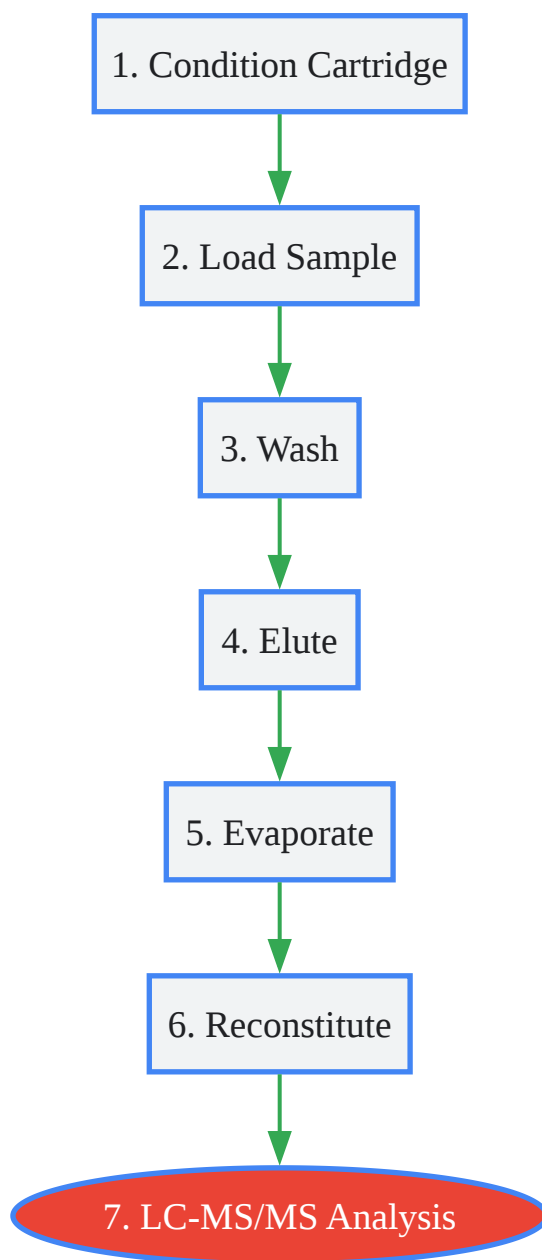 1. Condition Cartridge
2. Load Sample
3. Wash
4. Elute
5. Evaporate
6. Reconstitute
7. LC-MS/MS Analysis